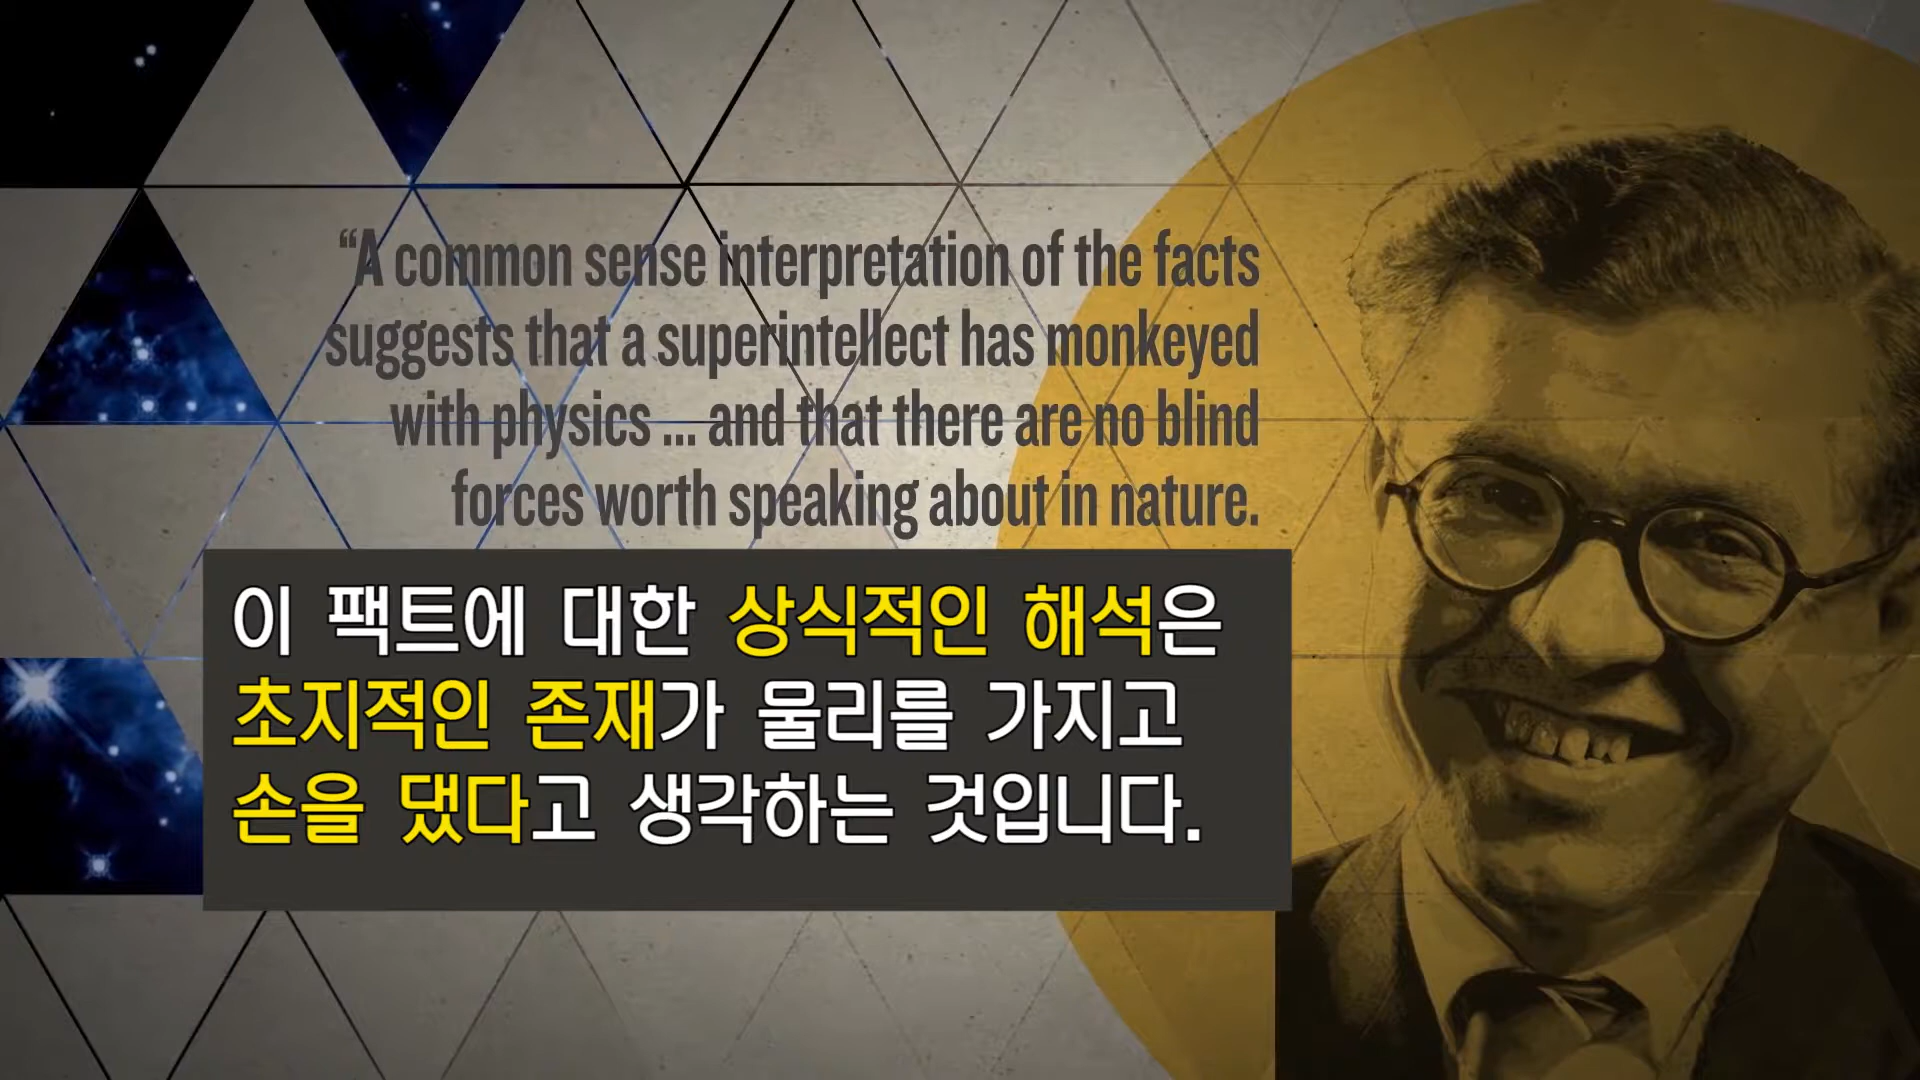 “A common sense interpretation of the facts
suggests that a superintellect has monkeyed
with physics ... and that there are no blind
forces worth speaking about in nature.
이 팩트에 대한 상식적인 해석은
초지적인 존재가 물리를 가지고
손을 댔다고 생각하는 것입니다.